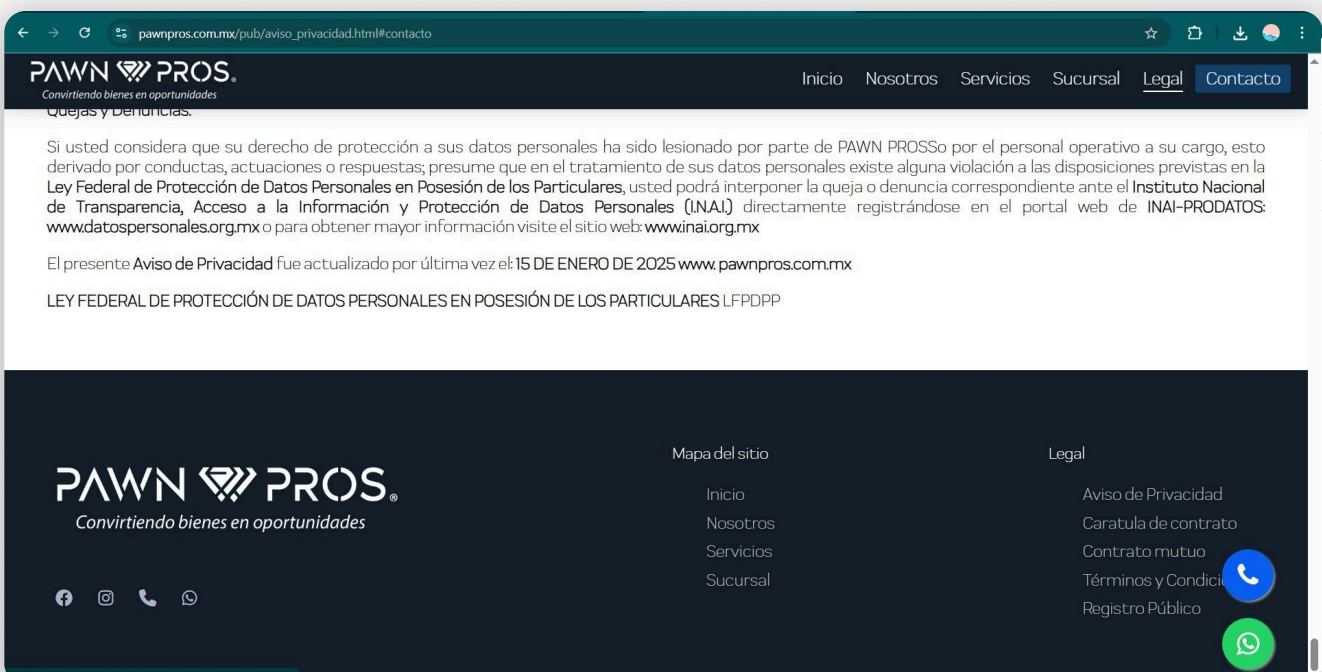 pawnpros.com.mx/pub/aviso_privacidad.html#contacto
PAWN PROS®
Convirtiendo bienes en oportunidades
Inicio Nosotros Servicios Sucursal Legal Contacto
Quejas y Denuncias.
Si usted considera que su derecho de protección a sus datos personales ha sido lesionado por parte de PAWN PROSSo por el personal operativo a su cargo, esto
derivado por conductas, actuaciones o respuestas; presume que en el tratamiento de sus datos personales existe alguna violación a las disposiciones previstas en la
Ley Federal de Protección de Datos Personales en Posesión de los Particulares, usted podrá interponer la queja o denuncia correspondiente ante el Instituto Nacional
de Transparencia, Acceso a la Información y Protección de Datos Personales (I.N.A.I.) directamente registrándose en el portal web de INAI-PRODATOS:
www.datospersonales.org.mx o para obtener mayor información visite el sitio web: www.inai.org.mx
El presente Aviso de Privacidad fue actualizado por última vez el: 15 DE ENERO DE 2025 www. pawnpros.com.mx
LEY FEDERAL DE PROTECCIÓN DE DATOS PERSONALES EN POSESIÓN DE LOS PARTICULARES LFPDPP
PAWN PROS®
Convirtiendo bienes en oportunidades
Mapa del sitio
Inicio
Nosotros
Servicios
Sucursal
Legal
Aviso de Privacidad
Caratula de contrato
Contrato mutuo
Términos y Condici
Registro Público